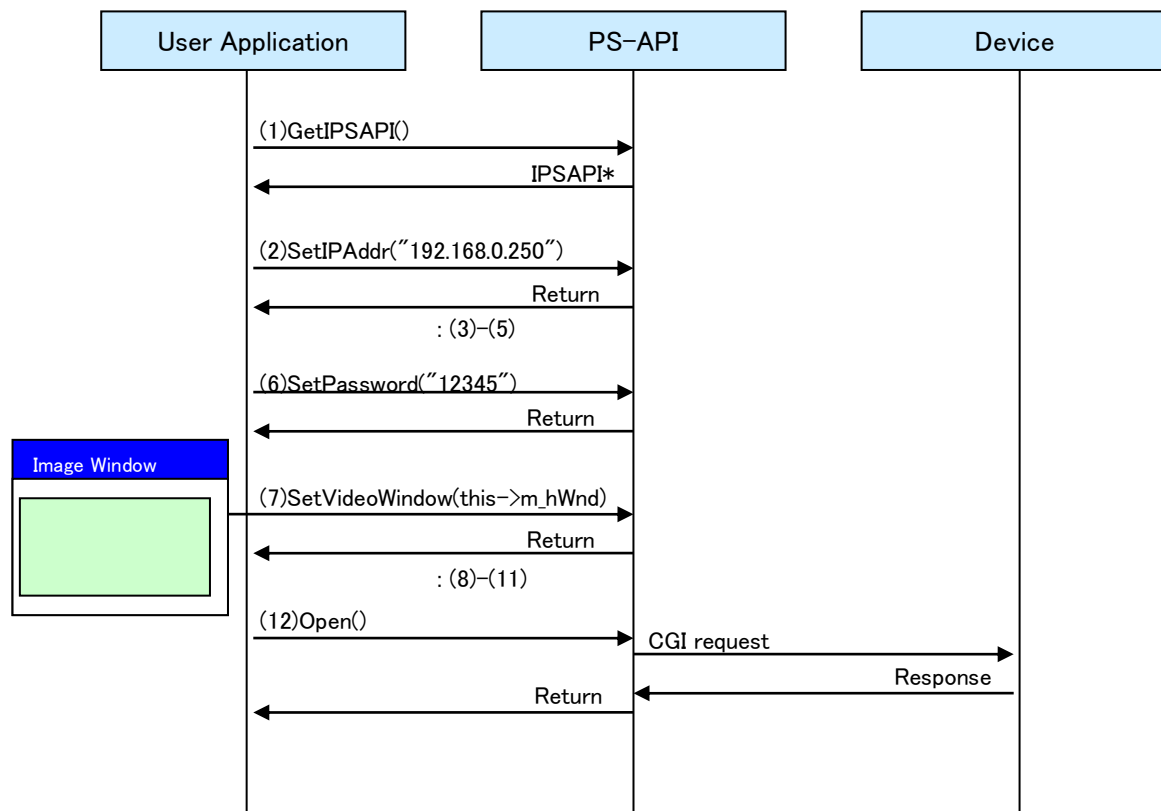 User Application
PS-API
Device
(1)GetIPSAPI()
IPSAPI*
(2)SetIPAddr("192.168.0.250")
Return
: (3)-(5)
(6)SetPassword("12345")
Return
Image Window
(7)SetVideoWindow(this->m_hWnd)
Return
: (8)-(11)
(12)Open()
CGI request
Response
Return